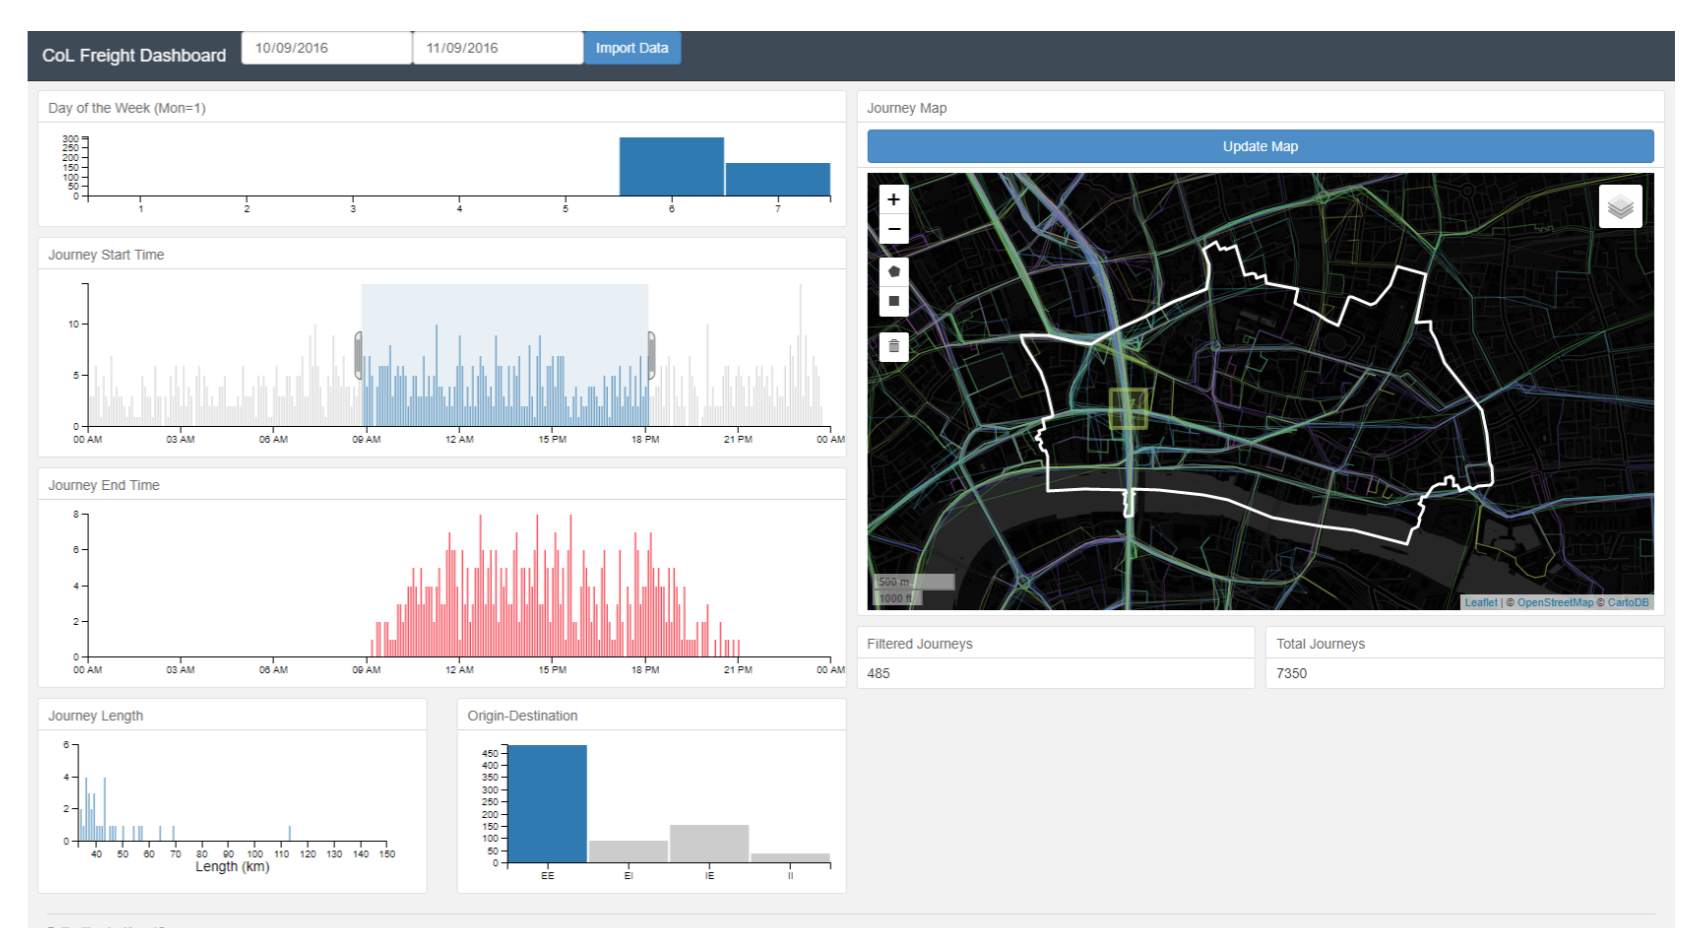 CoL Freight Dashboard
10/09/2016
11/09/2016
Import Data
Day of the Week (Mon=1)
300
250
200
150
100
50
0
1 2 3 4 5 6 7
Journey Start Time
10
5
0
00 AM 03 AM 06 AM 09 AM 12 AM 15 PM 18 PM 21 PM 00 AM
Journey End Time
8
6
4
2
0
00 AM 03 AM 06 AM 09 AM 12 AM 15 PM 18 PM 21 PM 00 AM
Journey Length
6
4
2
0
40 50 60 70 80 90 100 110 120 130 140 150
Length (km)
Origin-Destination
450
400
350
300
250
200
150
100
50
0
EE EI IE II
Journey Map
Update Map
+
−
500 m
1000 ft
Leaflet | © OpenStreetMap © CartoDB
Filtered Journeys
485
Total Journeys
7350